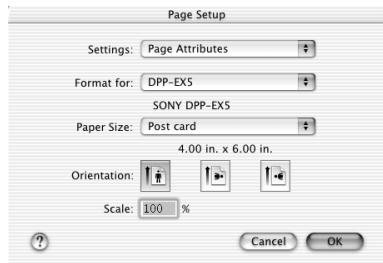 Page Setup
Settings: Page Attributes
Format for: DPP-EX5
SONY DPP-EX5
Paper Size: Post card
4.00 in. x 6.00 in.
Orientation:
Scale: 100 %
? Cancel OK